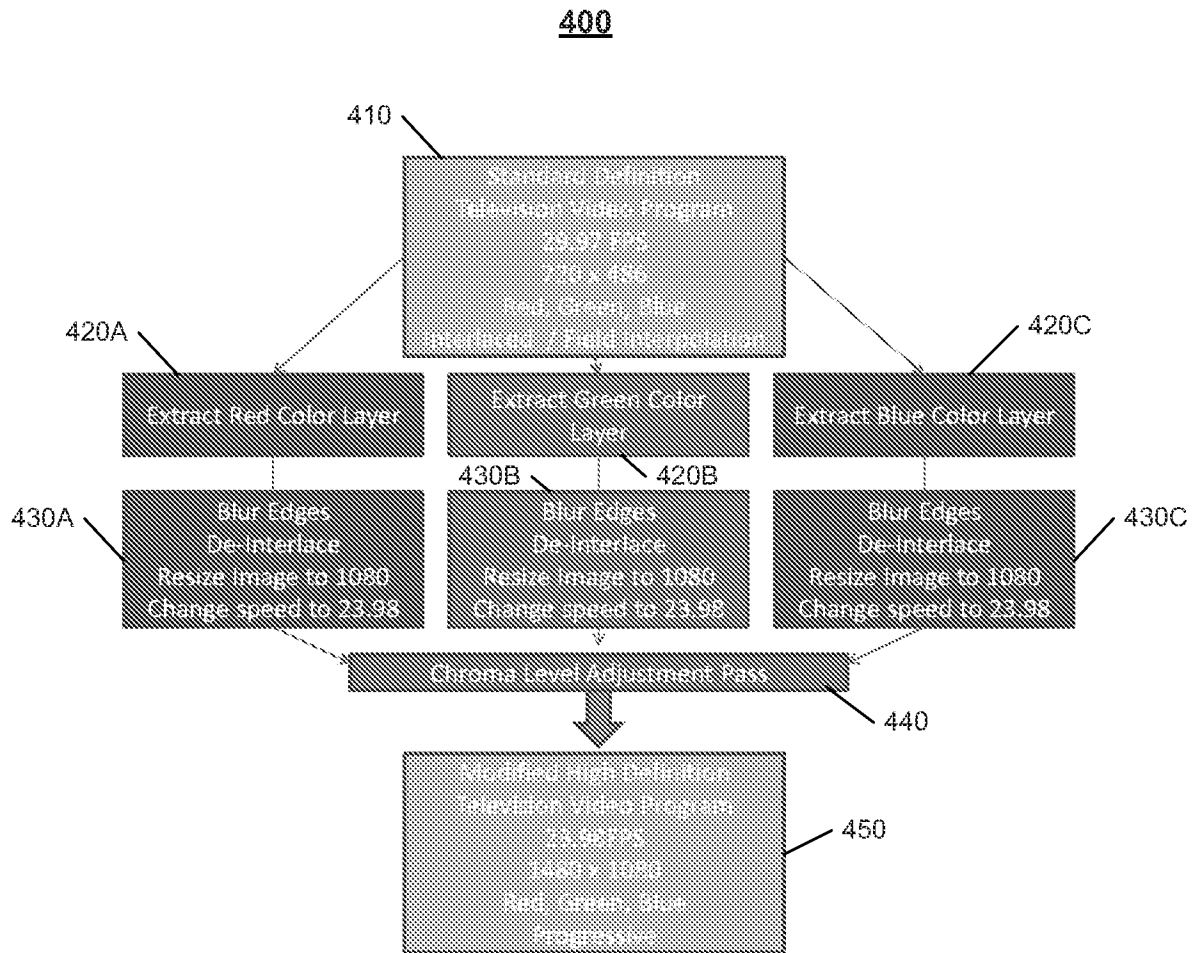 400
410
Standard Definition
Television Video Program
29.97 FPS
720 x 486
Red, Green, Blue
Interlaced / Field Interpolation
420A
420C
Extract Red Color Layer
Extract Green Color
Layer
Extract Blue Color Layer
430B
420B
430A
Blur Edges
De-Interlace
Resize Image to 1080
Change speed to 23.98
Blur Edges
De-Interlace
Resize Image to 1080
Change speed to 23.98
Blur Edges
De-Interlace
Resize Image to 1080
Change speed to 23.98
430C
Chroma Level Adjustment Pass
440
Modified High Definition
Television Video Program
23.98FPS
x 1080
Red, Green, Blue
Progressive
450